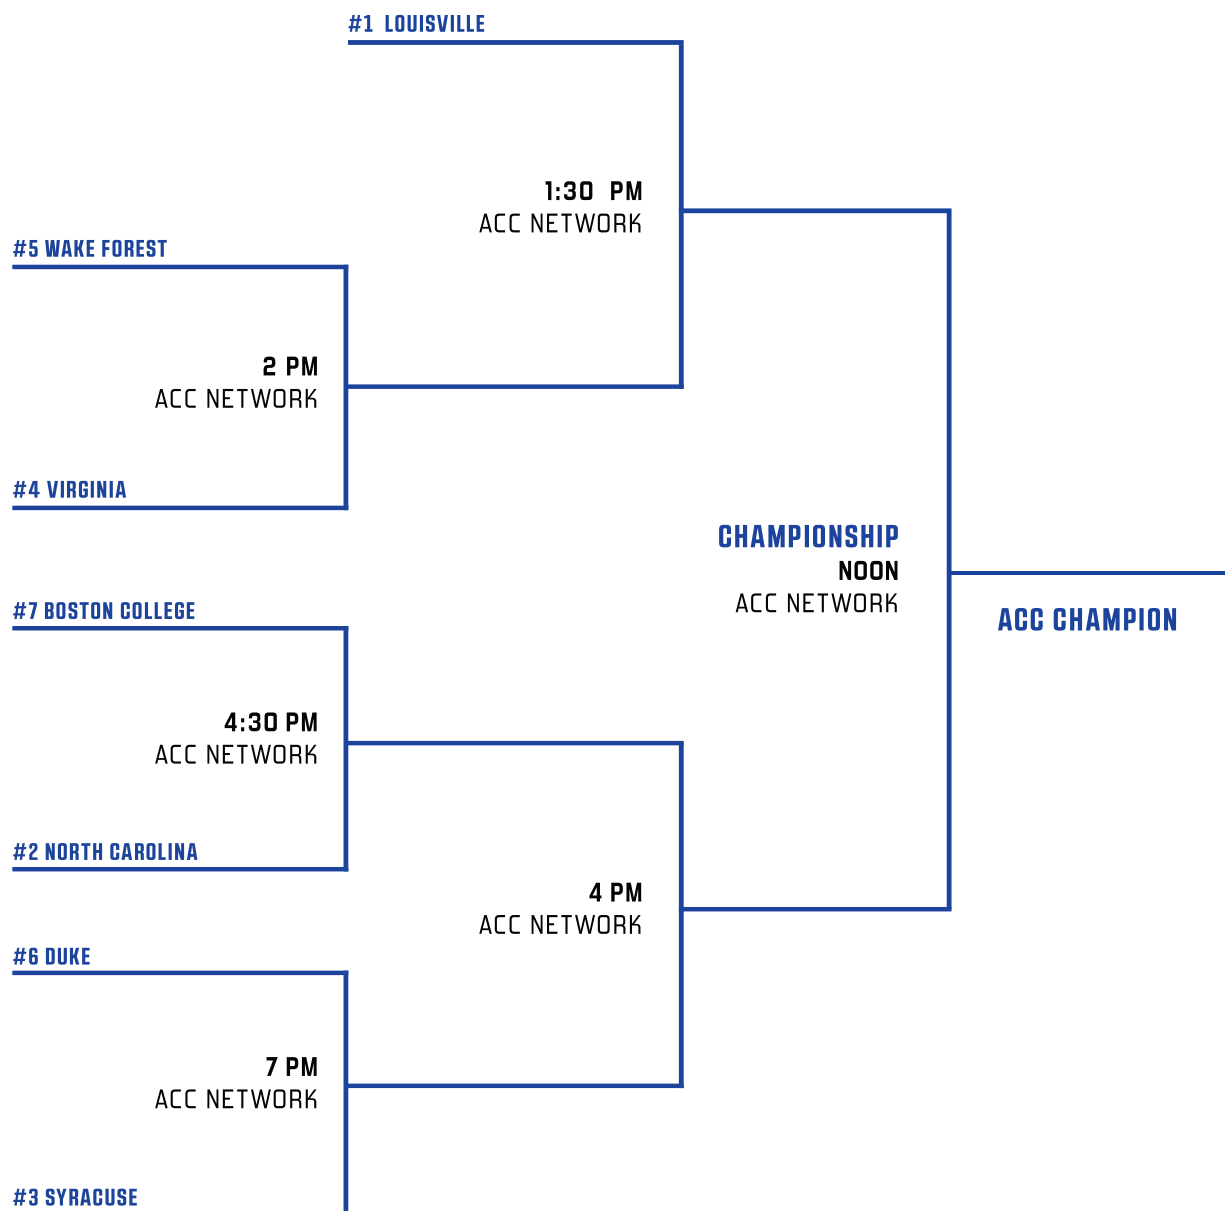 #1 LOUISVILLE
1:30 PM
ACC NETWORK
#5 WAKE FOREST
2 PM
ACC NETWORK
#4 VIRGINIA
CHAMPIONSHIP
NOON
ACC NETWORK
ACC CHAMPION
#7 BOSTON COLLEGE
4:30 PM
ACC NETWORK
#2 NORTH CAROLINA
4 PM
ACC NETWORK
#6 DUKE
7 PM
ACC NETWORK
#3 SYRACUSE